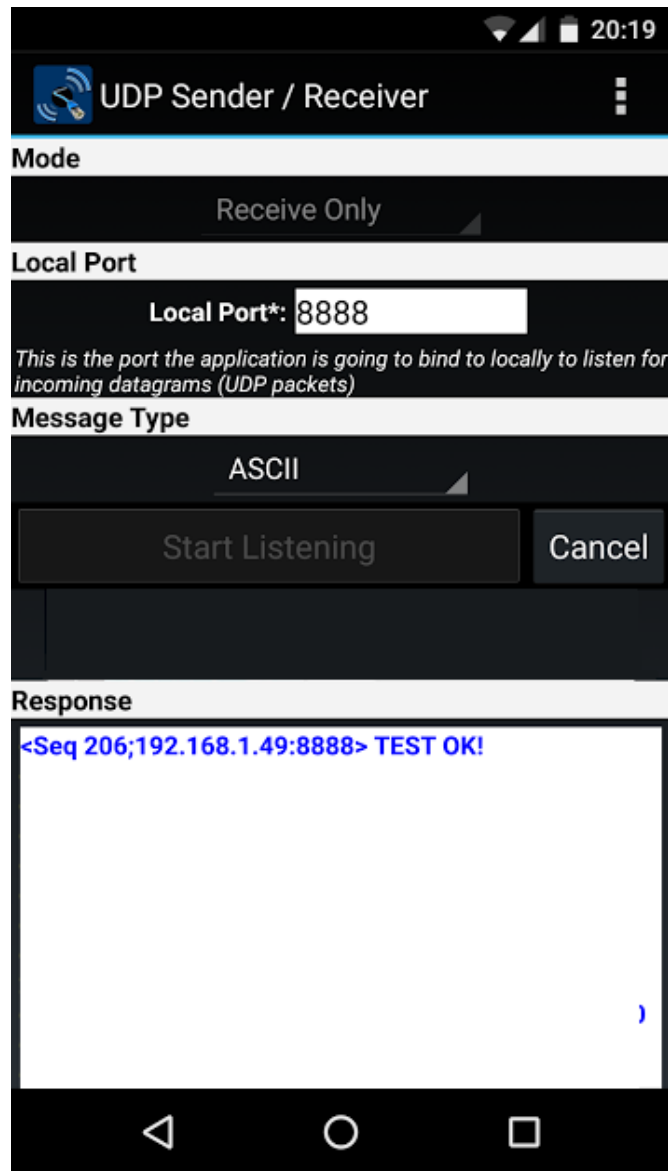 20:19
UDP Sender / Receiver
Mode
Receive Only
Local Port
Local Port*: 8888
This is the port the application is going to bind to locally to listen for
incoming datagrams (UDP packets)
Message Type
ASCII
Start Listening Cancel
Response
<Seq 206;192.168.1.49:8888> TEST OK!